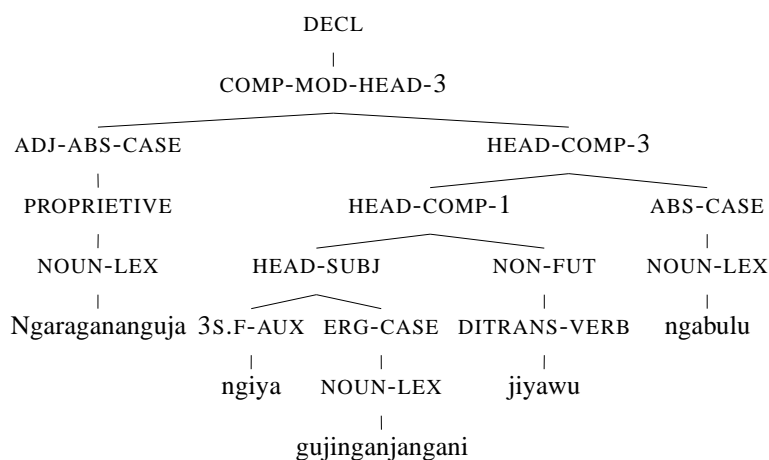 DECL
COMP-MOD-HEAD-3
ADJ-ABS-CASE HEAD-COMP-3
PROPRIETIVE HEAD-COMP-1 ABS-CASE
NOUN-LEX HEAD-SUBJ NON-FUT NOUN-LEX
Ngaragananguja 3S.F-AUX ERG-CASE DITRANS-VERB ngabulu
ngiya NOUN-LEX jiyawu
gujinganjangani